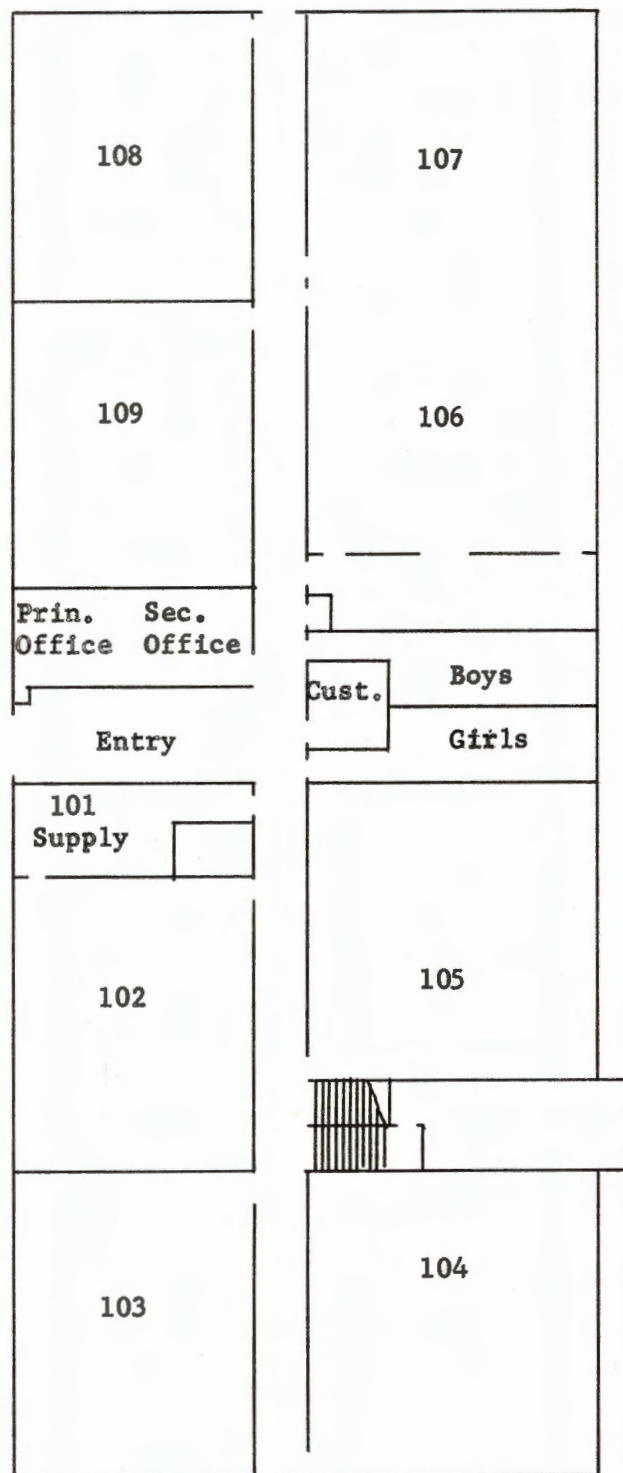 108
107
109
106
Prin. Sec.
Office Office
Cust.
Boys
Entry
Girls
101
Supply
102
105
104
103